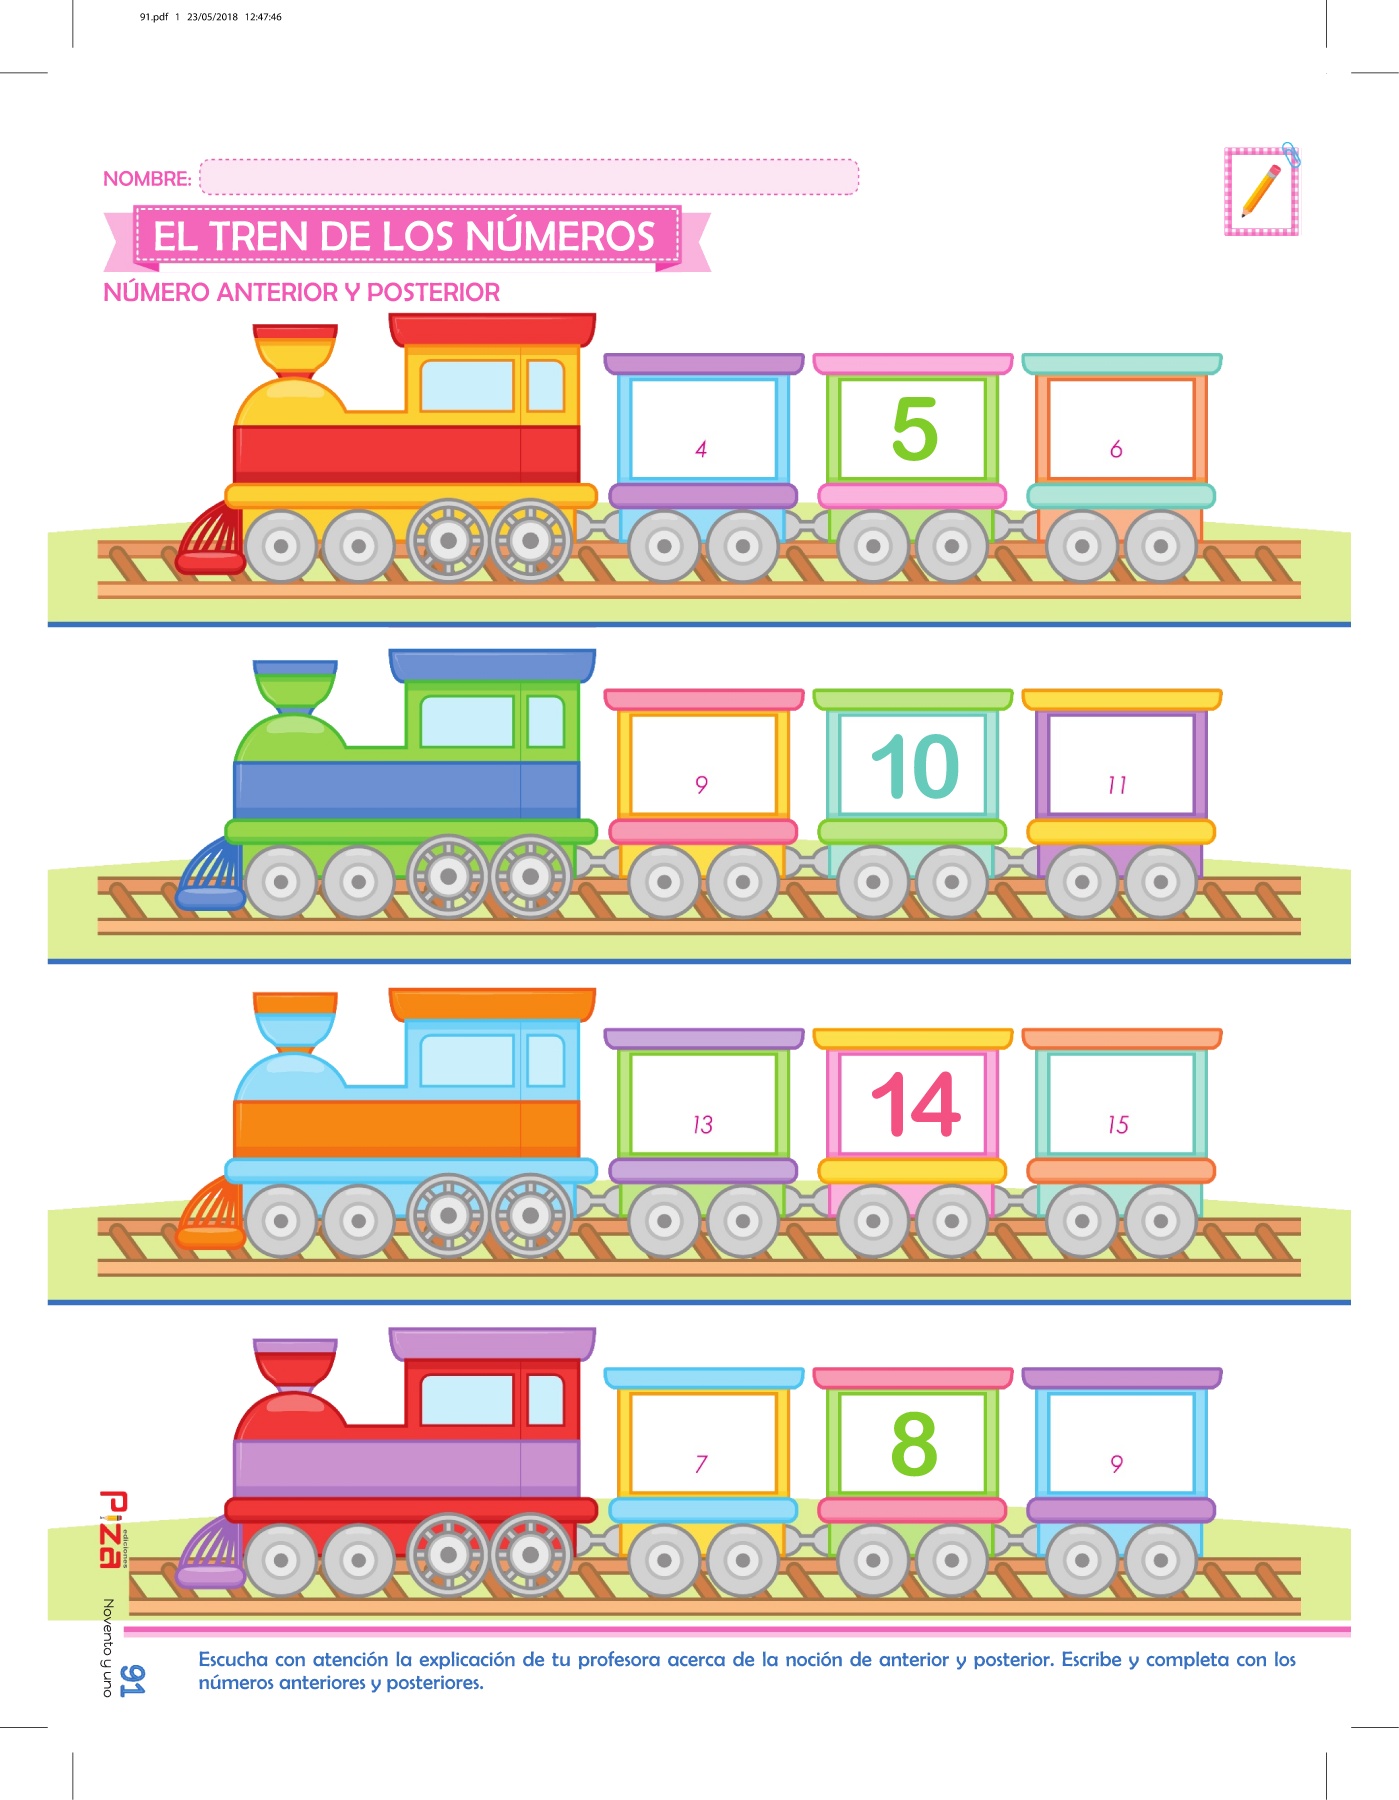 91.pdf 1 23/05/2018 12:47:46
NOMBRE:
EL TREN DE LOS NÚMEROS
NÚMERO ANTERIOR Y POSTERIOR
4 5 6
9 10 11
13 14 15
7 8 9
PIZA
ediciones
Noventa y uno
91
Escucha con atención la explicación de tu profesora acerca de la noción de anterior y posterior. Escribe y completa con los
números anteriores y posteriores.